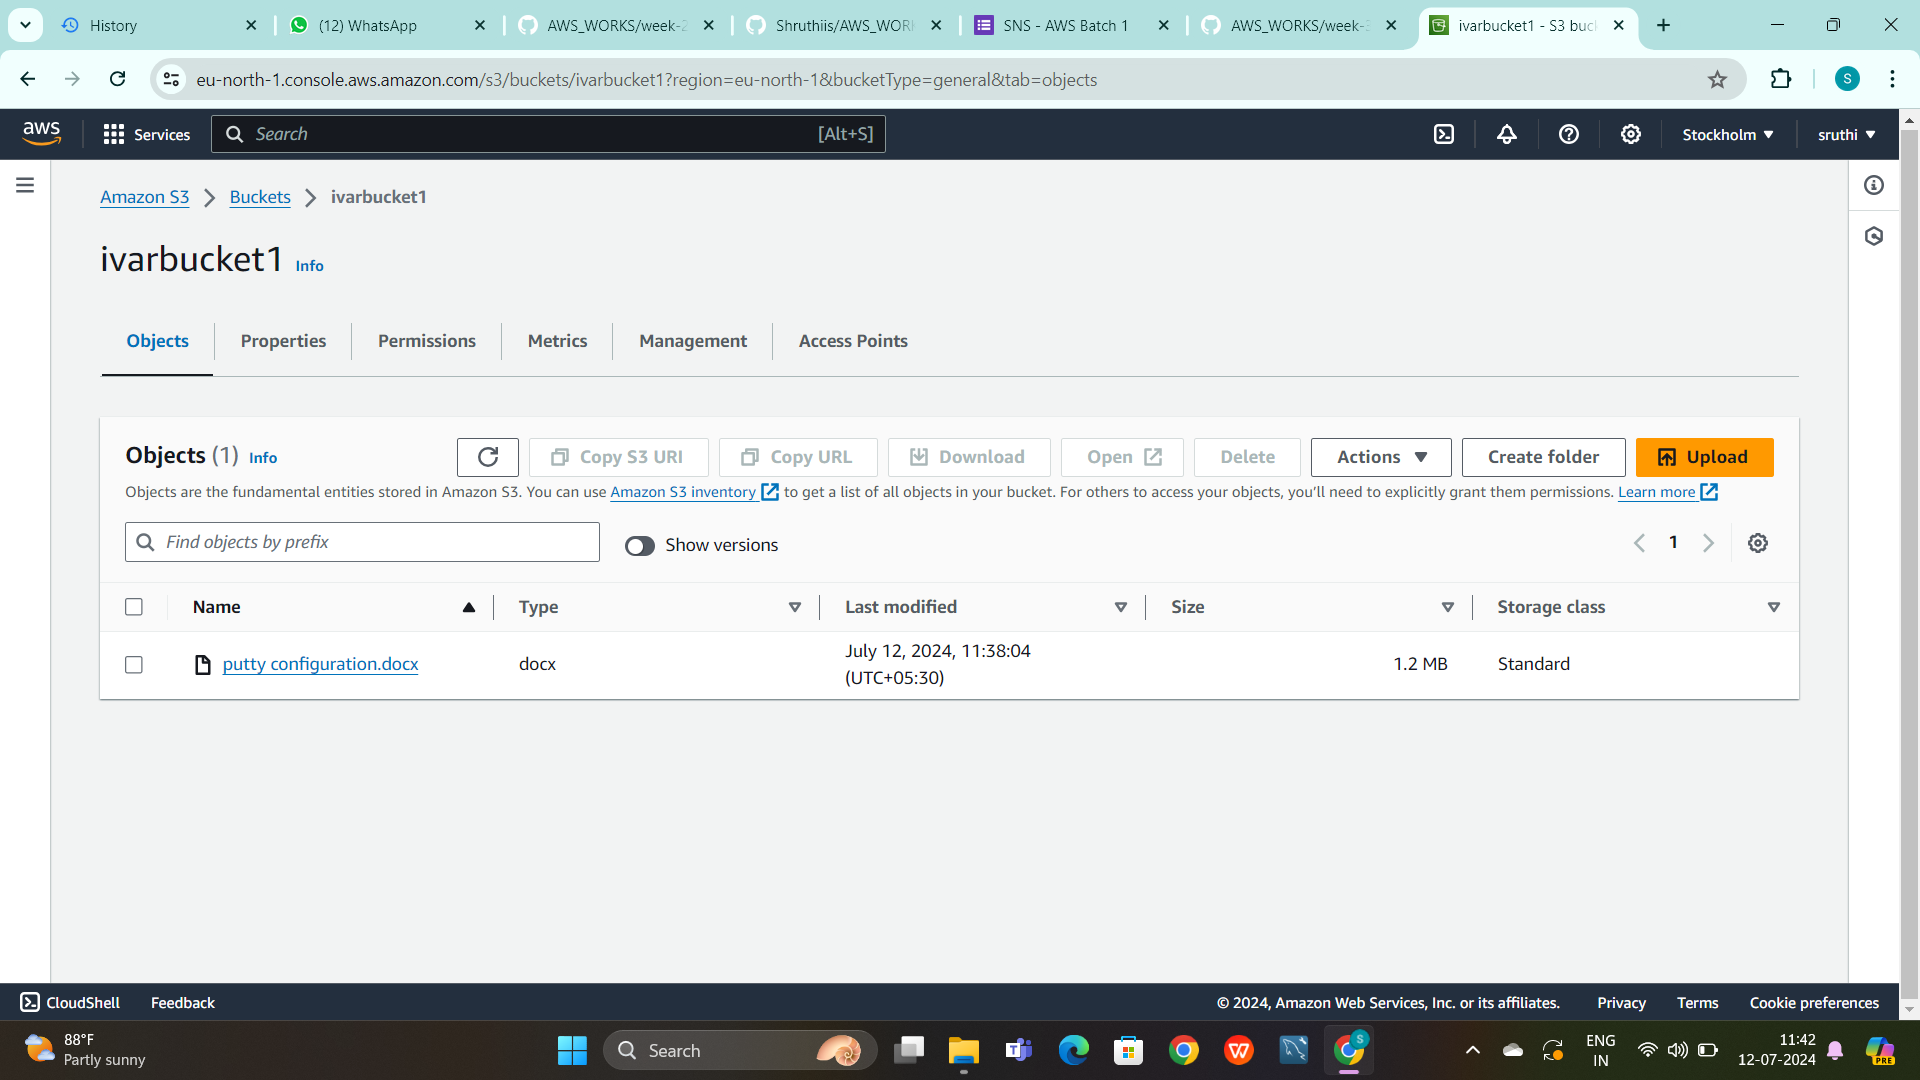 History
(12) WhatsApp
AWS_WORKS/week-2
Shruthiis/AWS_WORK
SNS - AWS Batch 1
AWS_WORKS/week-3
ivarbucket1 - S3 buc
eu-north-1.console.aws.amazon.com/s3/buckets/ivarbucket1?region=eu-north-1&bucketType=general&tab=objects
S
aws
Services
Search
[Alt+S]
Stockholm
sruthi
Amazon S3
Buckets
ivarbucket1
ivarbucket1 Info
Objects
Properties
Permissions
Metrics
Management
Access Points
Objects (1) Info
Copy S3 URI
Copy URL
Download
Open
Delete
Actions
Create folder
Upload
Objects are the fundamental entities stored in Amazon S3. You can use Amazon S3 inventory to get a list of all objects in your bucket. For others to access your objects, you'll need to explicitly grant them permissions. Learn more
Find objects by prefix
Show versions
1
Name
Type
Last modified
Size
Storage class
putty configuration.docx
docx
July 12, 2024, 11:38:04
(UTC+05:30)
1.2 MB
Standard
CloudShell
Feedback
© 2024, Amazon Web Services, Inc. or its affiliates.
Privacy
Terms
Cookie preferences
88°F
Partly sunny
Search
S
ENG
IN
11:42
12-07-2024
PRE